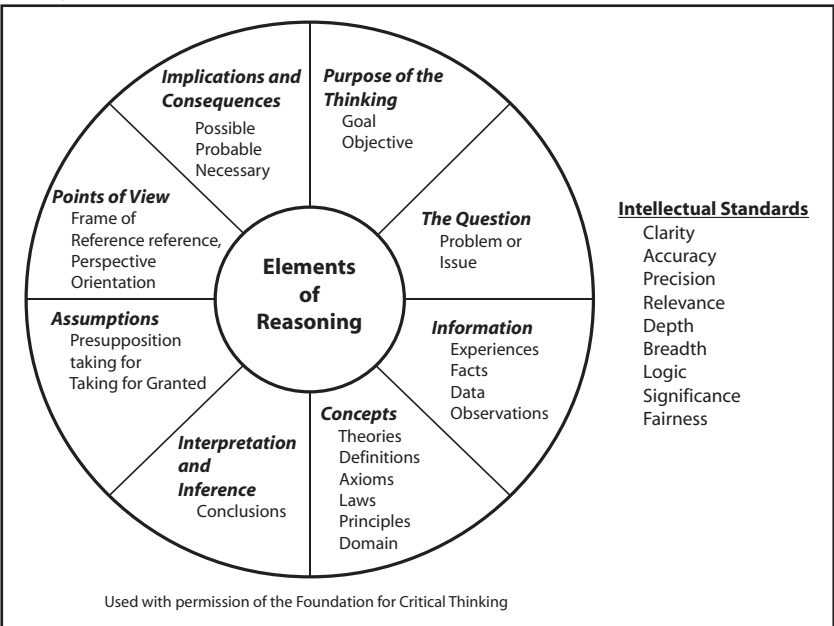 Implications and
Consequences
Possible
Probable
Necessary
Purpose of the
Thinking
Goal
Objective
Points of View
Frame of
Reference reference,
Perspective
Orientation
The Question
Problem or
Issue
Elements
of
Reasoning
Assumptions
Presupposition
taking for
Taking for Granted
Information
Experiences
Facts
Data
Observations
Interpretation
and
Inference
Conclusions
Concepts
Theories
Definitions
Axioms
Laws
Principles
Domain
Intellectual Standards
Clarity
Accuracy
Precision
Relevance
Depth
Breadth
Logic
Significance
Fairness
Used with permission of the Foundation for Critical Thinking